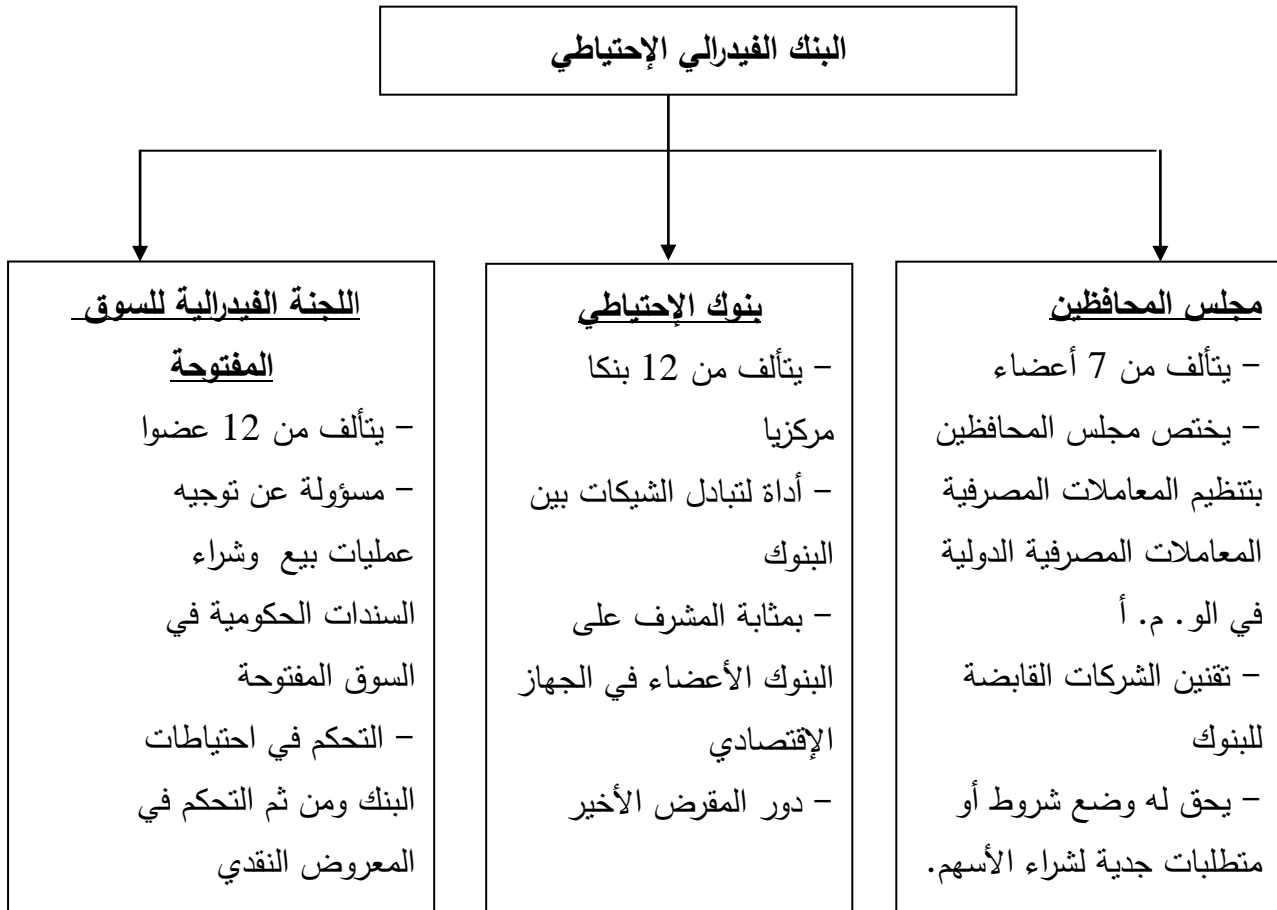 البنك الفيدرالي الإحتياطي
مجلس المحافظين
– يتألف من 7 أعضاء
– يختص مجلس المحافظين
بتنظيم المعاملات المصرفية
المعاملات المصرفية الدولية
في الو. م. أ
– تقنين الشركات القابضة
للبنوك
– يحق له وضع شروط أو
متطلبات جدية لشراء الأسهم.
بنوك الإحتياطي
– يتألف من 12 بنكا
مركزيا
– أداة لتبادل الشيكات بين
البنوك
– بمثابة المشرف على
البنوك الأعضاء في الجهاز
الإقتصادي
– دور المقرض الأخير
اللجنة الفيدرالية للسوق
المفتوحة
– يتألف من 12 عضوا
– مسؤولة عن توجيه
عمليات بيع وشراء
السندات الحكومية في
السوق المفتوحة
– التحكم في احتياطات
البنك ومن ثم التحكم في
المعروض النقدي